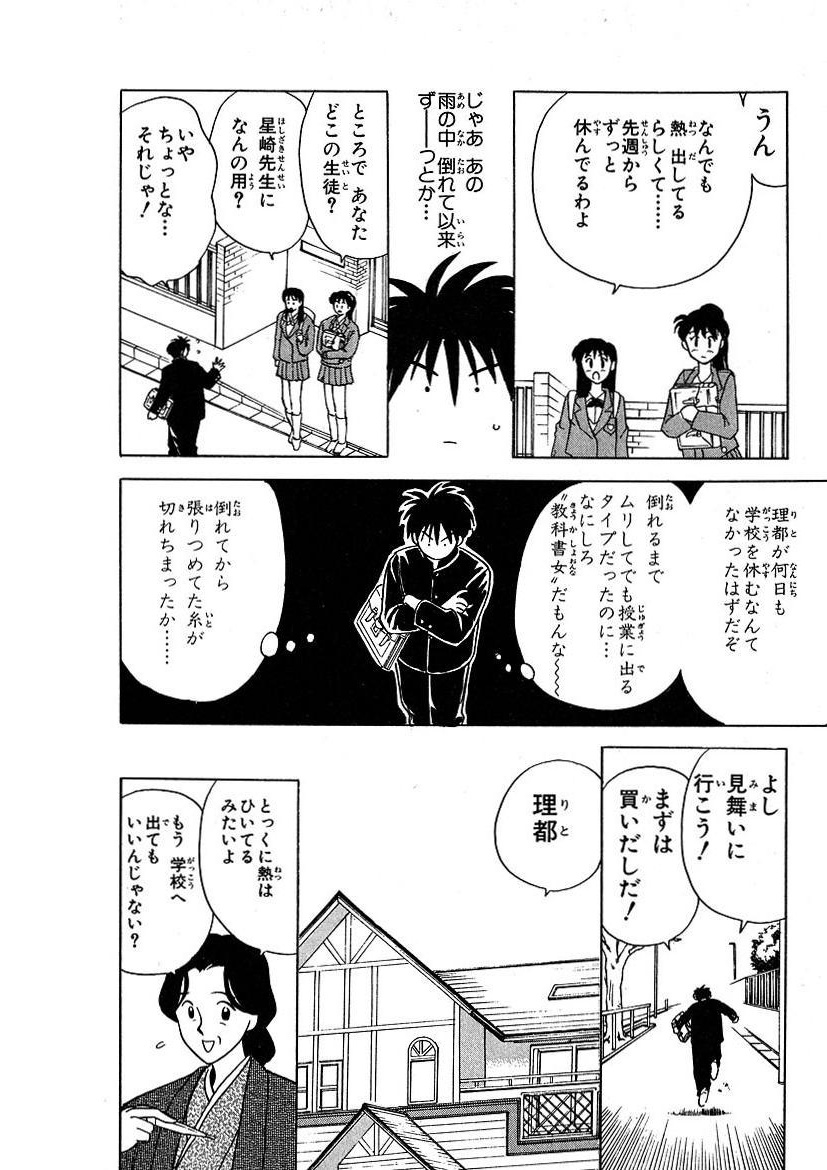 うん
なんでも
熱 出してる
らしくて……
先週から
ずっと
休んでるわよ
じゃあ あの
雨の中 倒れて以来
ずーーっとか…
ところで あなた
どこの生徒？
星崎先生に
なんの用？
いや
ちょっとな…
それじゃ！
理都が何日も
学校を休むなんて
なかったはずだぞ
倒れるまで
ムリしてでも授業に出る
タイプだったのに…
なにしろ
〝教科書女〟だもんな〜〜
倒れてから
張りつめてた糸が
切れちまったか……
よし
見舞いに
行こう！
まずは
買いだしだ！
理都
とっくに熱は
ひいてる
みたいよ
もう 学校へ
出ても
いいんじゃない？